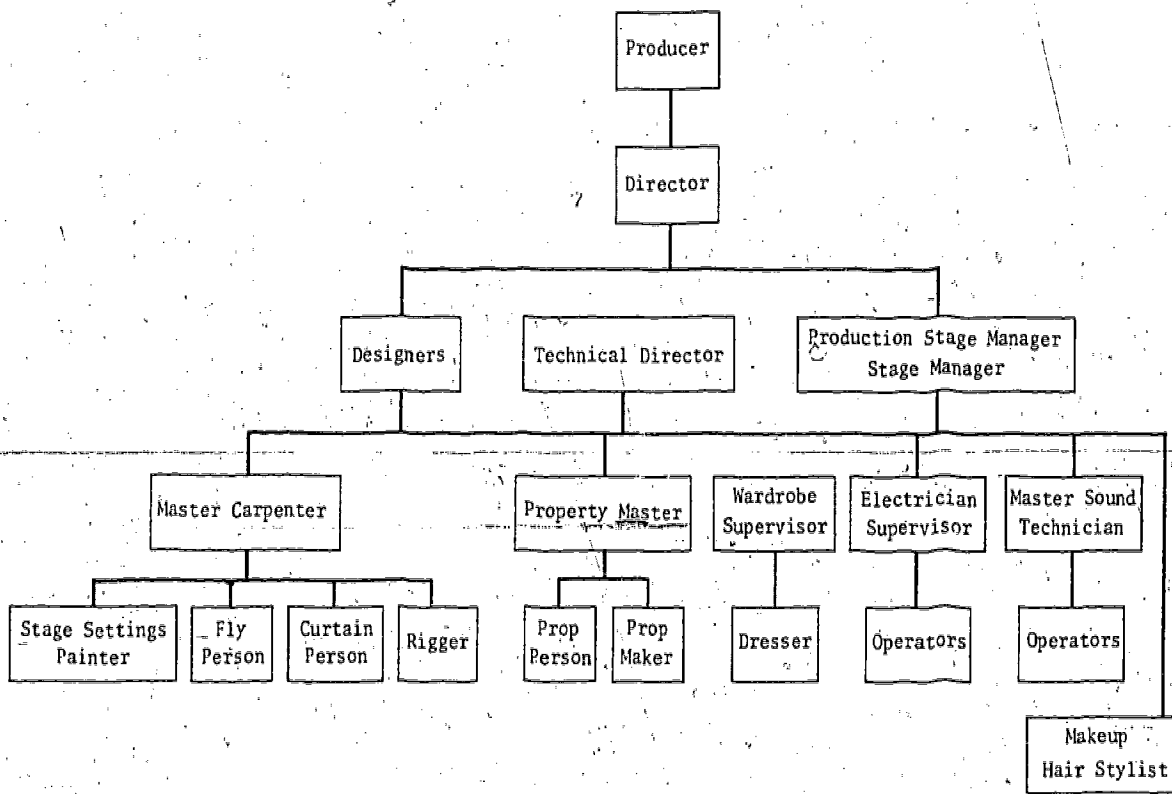 Producer
Director
Designers
Technical Director
Production Stage Manager
Stage Manager
Master Carpenter
Property Master
Wardrobe
Supervisor
Electrician
Supervisor
Master Sound
Technician
Stage Settings
Painter
Fly
Person
Curtain
Person
Rigger
Prop
Person
Prop
Maker
Dresser
Operators
Operators
Makeup
Hair Stylist